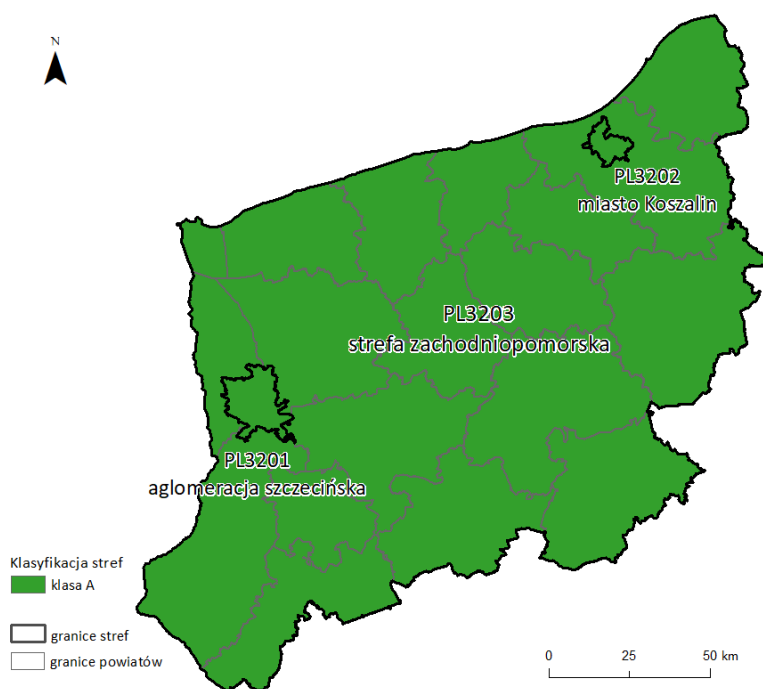 N
PL3202
miasto Koszalin
PL3203
strefa zachodniopomorska
PL3201
aglomeracja szczecińska
Klasyfikacja stref
klasa A
granice stref
granice powiatów
0 25 50 km